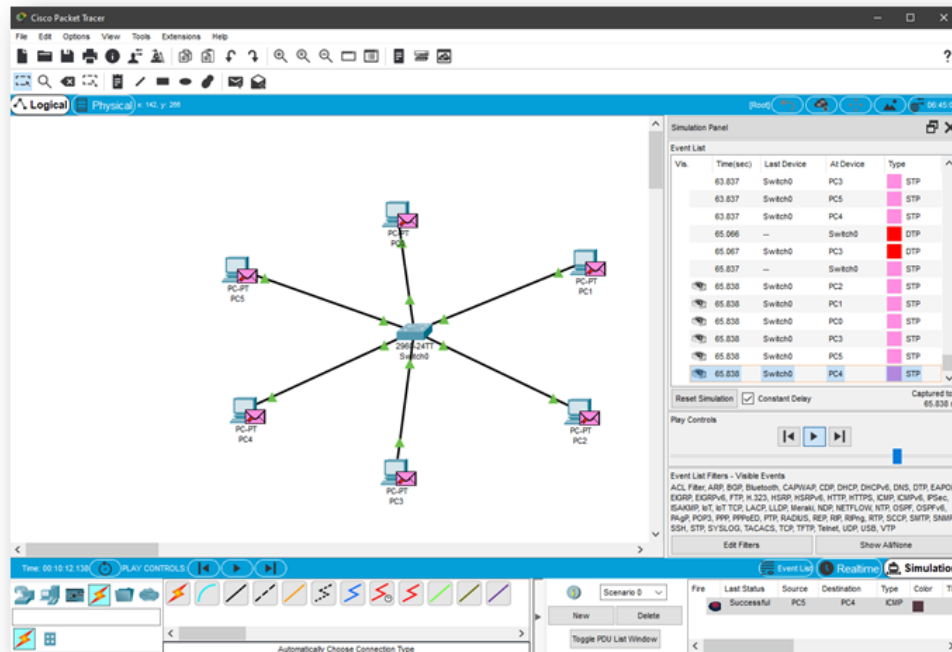 Cisco Packet Tracer
File Edit Options View Tools Extensions Help
?
Logical Physical x: 142, y: 266 [Root] 06:45:0
Simulation Panel
Event List
Vis. Time(sec) Last Device At Device Type
63.837 Switch0 PC3 STP
63.837 Switch0 PC5 STP
63.837 Switch0 PC4 STP
65.066 -- Switch0 DTP
65.067 Switch0 PC3 DTP
65.837 -- Switch0 STP
65.838 Switch0 PC2 STP
65.838 Switch0 PC1 STP
65.838 Switch0 PC0 STP
65.838 Switch0 PC3 STP
65.838 Switch0 PC5 STP
65.838 Switch0 PC4 STP
Reset Simulation Constant Delay Captured to
65.838
Play Controls
Event List Filters - Visible Events
ACL Filter, ARP, BGP, Bluetooth, CAPWAP, CDP, DHCP, DHCPv6, DNS, DTP, EAPO
EIGRP, EIGRPv6, FTP, H.323, HSRP, HSRPv6, HTTP, HTTPS, ICMP, ICMPv6, IPSec,
ISAKMP, IoT, IoT TCP, LACP, LLDP, Meraki, NDP, NETFLOW, NTP, OSPF, OSPFv6,
PAgP, POP3, PPP, PPPoED, PTP, RADIUS, REP, RIP, RIPng, RTP, SCCP, SMTP, SNM
SSH, STP, SYSLOG, TACACS, TCP, TFTP, Telnet, UDP, USB, VTP
Edit Filters Show All/None
PC-PT
PC-PT
PC1
PC-PT
PC5
2960-24TT
Switch0
PC-PT
PC4
PC-PT
PC2
PC-PT
PC3
Time: 00:10:12.138 PLAY CONTROLS: Event List Realtime Simulation
Scenario 0
New Delete
Toggle PDU List Window
Fire Last Status Source Destination Type Color
Successful PC5 PC4 ICMP
Automatically Choose Connection Type